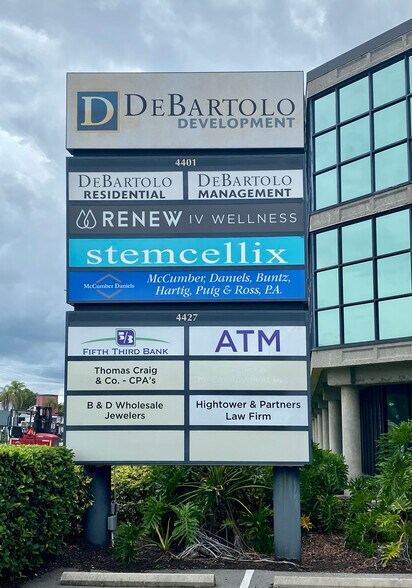 D DEBARTOLO
DEVELOPMENT
4401
DEBARTOLO
RESIDENTIAL
DEBARTOLO
MANAGEMENT
RENEW IV WELLNESS
stemcellix
McCumber Daniels
McCumber, Daniels, Buntz,
Hartig, Puig & Ross, P.A.
4427
FIFTH THIRD BANK
ATM
Thomas Craig
& Co. - CPA's
B & D Wholesale
Jewelers
Hightower & Partners
Law Firm